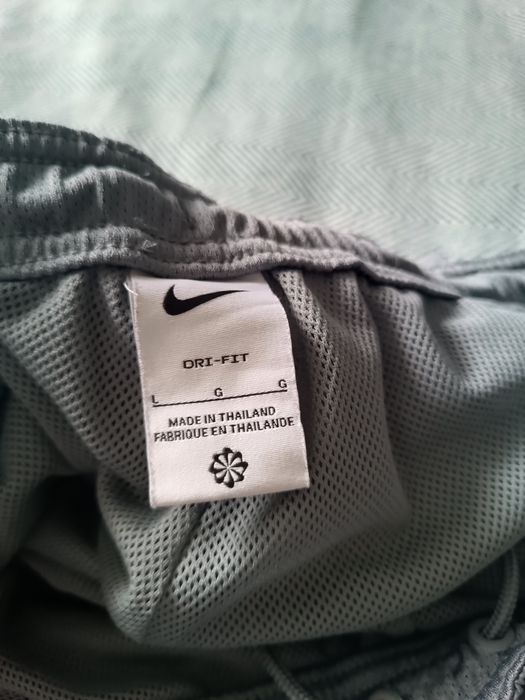 DRI-FIT
L G G
MADE IN THAILAND
FABRIQUE EN THAILANDE